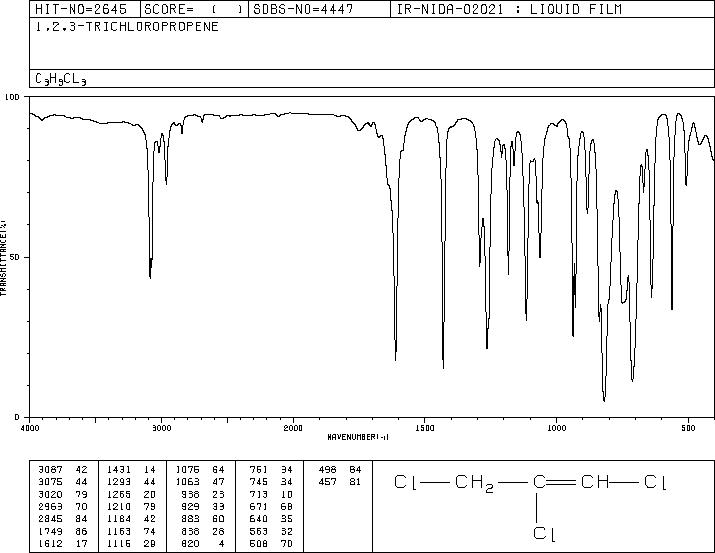 HIT-NO=2645 SCORE= ( ) SDBS-NO=4447 IR-NIDA-02021 : LIQUID FILM
1,2,3-TRICHLOROPROPENE
C3H3CL3
100
TRANSMITTANCE(%)
50
0
4000 3000 2000 1500 1000 500
WAVENUMBER(-1)
3087 42 1431 14 1076 64 761 34 498 84
3075 44 1293 44 1063 47 745 34 457 81
3020 79 1265 20 938 23 713 10
2963 70 1210 79 929 33 671 68
2845 84 1184 42 883 60 640 35
1749 86 1163 74 838 28 563 32
1612 17 1115 29 820 4 508 70
Cl CH2 C CH Cl
Cl